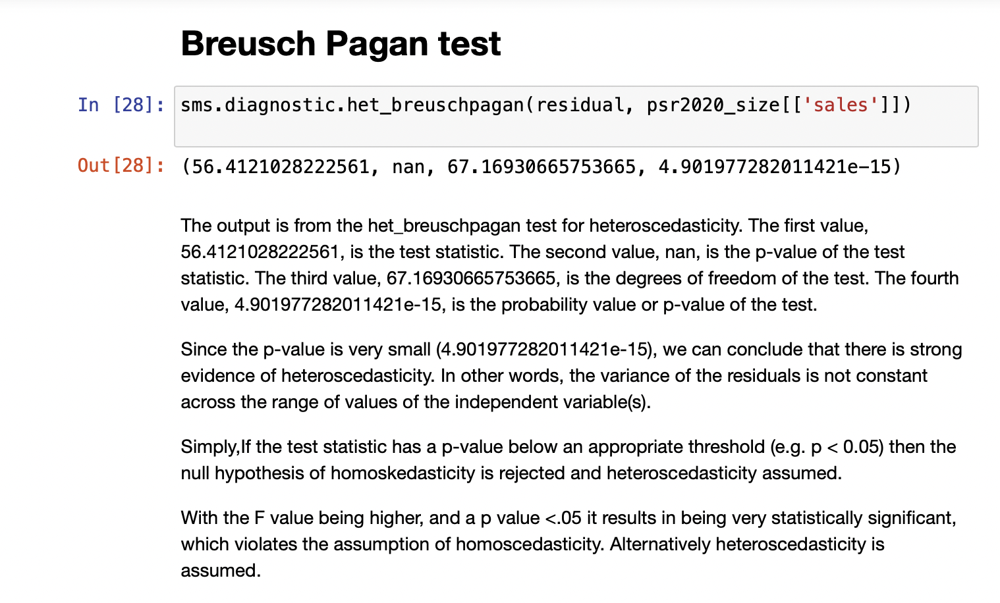 Breusch Pagan test
In [28]: sms.diagnostic.het_breuschpagan(residual, psr2020_size[['sales']])
Out[28]: (56.4121028222561, nan, 67.16930665753665, 4.901977282011421e-15)
The output is from the het_breuschpagan test for heteroscedasticity. The first value,
56.4121028222561, is the test statistic. The second value, nan, is the p-value of the test
statistic. The third value, 67.16930665753665, is the degrees of freedom of the test. The fourth
value, 4.901977282011421e-15, is the probability value or p-value of the test.
Since the p-value is very small (4.901977282011421e-15), we can conclude that there is strong
evidence of heteroscedasticity. In other words, the variance of the residuals is not constant
across the range of values of the independent variable(s).
Simply,If the test statistic has a p-value below an appropriate threshold (e.g. p < 0.05) then the
null hypothesis of homoskedasticity is rejected and heteroscedasticity assumed.
With the F value being higher, and a p value <.05 it results in being very statistically significant,
which violates the assumption of homoscedasticity. Alternatively heteroscedasticity is
assumed.